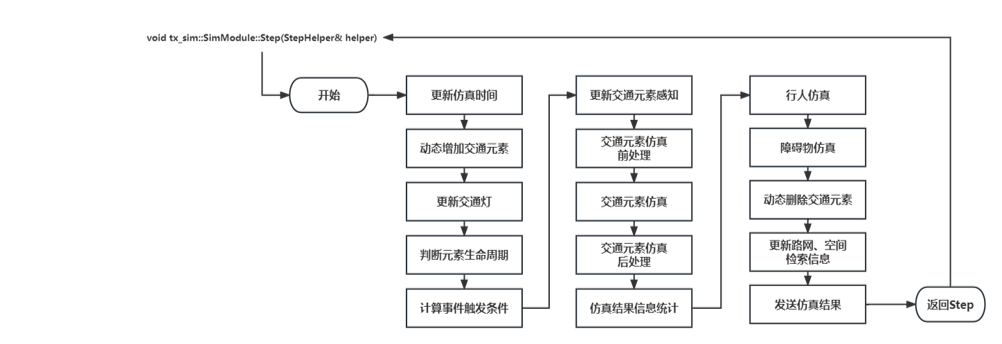 void tx_sim::SimModule::Step(StepHelper& helper)
开始
更新仿真时间
动态增加交通元素
更新交通灯
判断元素生命周期
计算事件触发条件
更新交通元素感知
交通元素仿真
前处理
交通元素仿真
交通元素仿真
后处理
仿真结果信息统计
行人仿真
障碍物仿真
动态删除交通元素
更新路网、空间
检索信息
发送仿真结果
返回Step